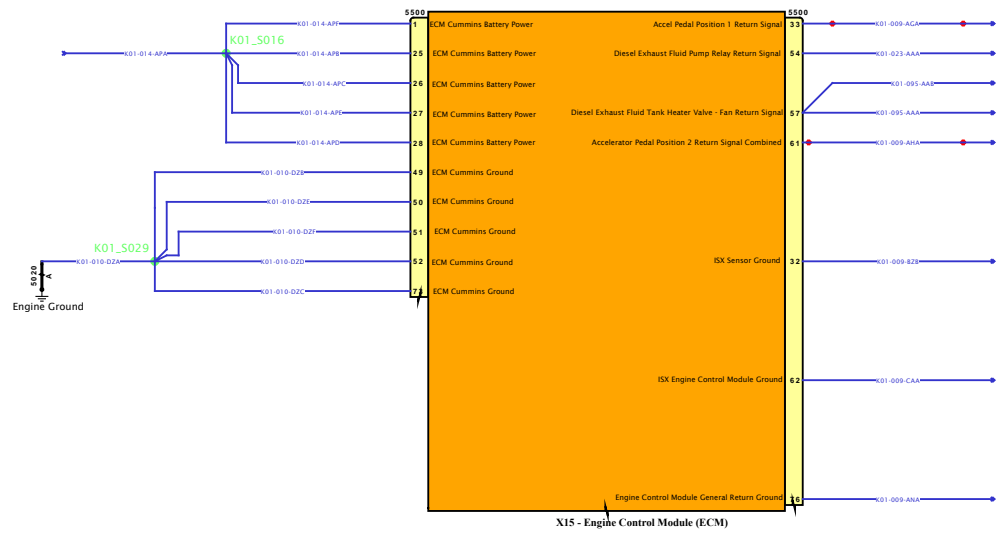 5500
5500
K01-014-APF
1
ECM Cummins Battery Power
Accel Pedal Position 1 Return Signal
33
K01-009-AGA
K01_S016
K01-014-APA
K01-014-APB
25
ECM Cummins Battery Power
Diesel Exhaust Fluid Pump Relay Return Signal
54
K01-023-AAA
K01-014-APC
26
ECM Cummins Battery Power
K01-095-AAB
K01-014-APE
27
ECM Cummins Battery Power
Diesel Exhaust Fluid Tank Heater Valve - Fan Return Signal
57
K01-095-AAA
K01-014-APD
28
ECM Cummins Battery Power
Accelerator Pedal Position 2 Return Signal Combined
61
K01-009-AHA
K01-010-DZB
49
ECM Cummins Ground
K01-010-DZE
50
ECM Cummins Ground
K01-010-DZF
51
ECM Cummins Ground
K01_S029
K01-010-DZA
K01-010-DZD
52
ECM Cummins Ground
ISX Sensor Ground
32
K01-009-BZB
5020
A
K01-010-DZC
73
ECM Cummins Ground
Engine Ground
ISX Engine Control Module Ground
62
K01-009-CAA
Engine Control Module General Return Ground
76
K01-009-ANA
X15 - Engine Control Module (ECM)